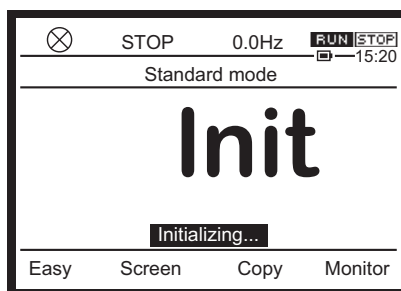 STOP 0.0Hz RUN STOP
15:20
Standard mode
Init
Initializing...
Easy Screen Copy Monitor